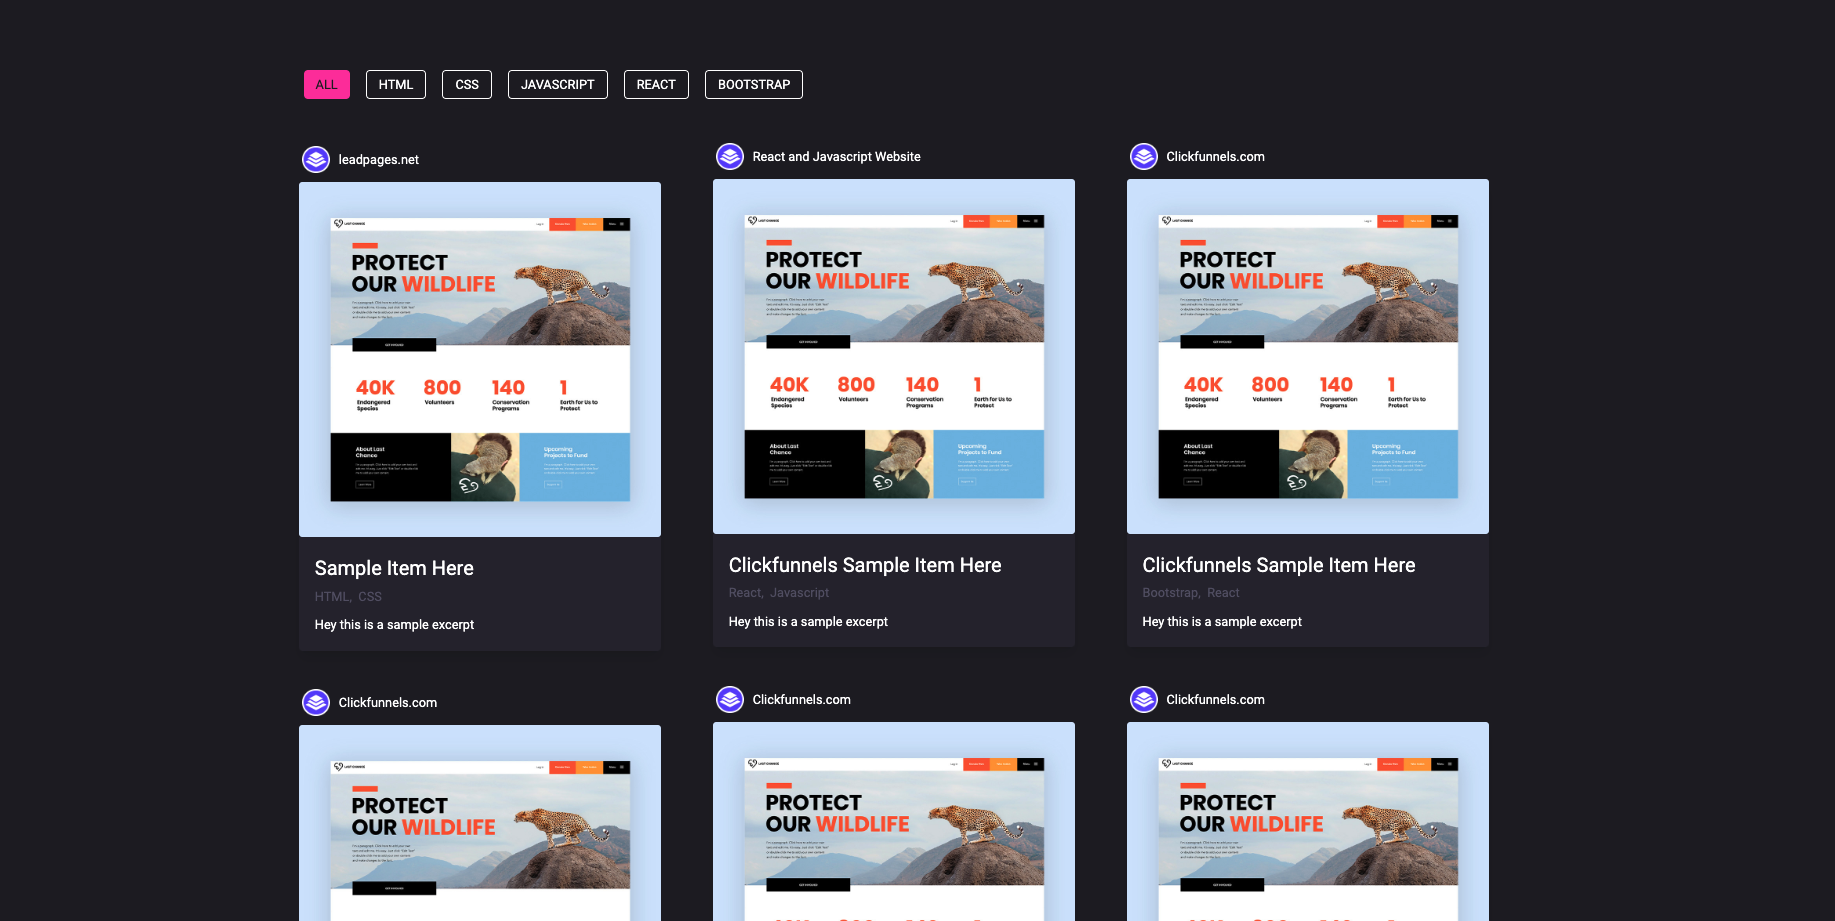 ALL HTML CSS JAVASCRIPT REACT BOOTSTRAP
leadpages.net
PROTECT
OUR WILDLIFE
40K 800 140 1
Endangered Species
Volunteers
Conservation Programs
Earth for Us to Protect
About Last Chance
Upcoming Projects to Fund
Sample Item Here
HTML, CSS
Hey this is a sample excerpt
React and Javascript Website
PROTECT
OUR WILDLIFE
40K 800 140 1
Endangered Species
Volunteers
Conservation Programs
Earth for Us to Protect
About Last Chance
Upcoming Projects to Fund
Clickfunnels Sample Item Here
React, Javascript
Hey this is a sample excerpt
Clickfunnels.com
PROTECT
OUR WILDLIFE
40K 800 140 1
Endangered Species
Volunteers
Conservation Programs
Earth for Us to Protect
About Last Chance
Upcoming Projects to Fund
Clickfunnels Sample Item Here
Bootstrap, React
Hey this is a sample excerpt
Clickfunnels.com
PROTECT
OUR WILDLIFE
Clickfunnels.com
PROTECT
OUR WILDLIFE
Clickfunnels.com
PROTECT
OUR WILDLIFE